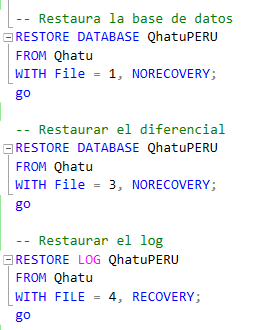 -- Restaura la base de datos
RESTORE DATABASE QhatuPERU
FROM Qhatu
WITH File = 1, NORECOVERY;
go
-- Restaurar el diferencial
RESTORE DATABASE QhatuPERU
FROM Qhatu
WITH File = 3, NORECOVERY;
go
-- Restaurar el log
RESTORE LOG QhatuPERU
FROM Qhatu
WITH FILE = 4, RECOVERY;
go